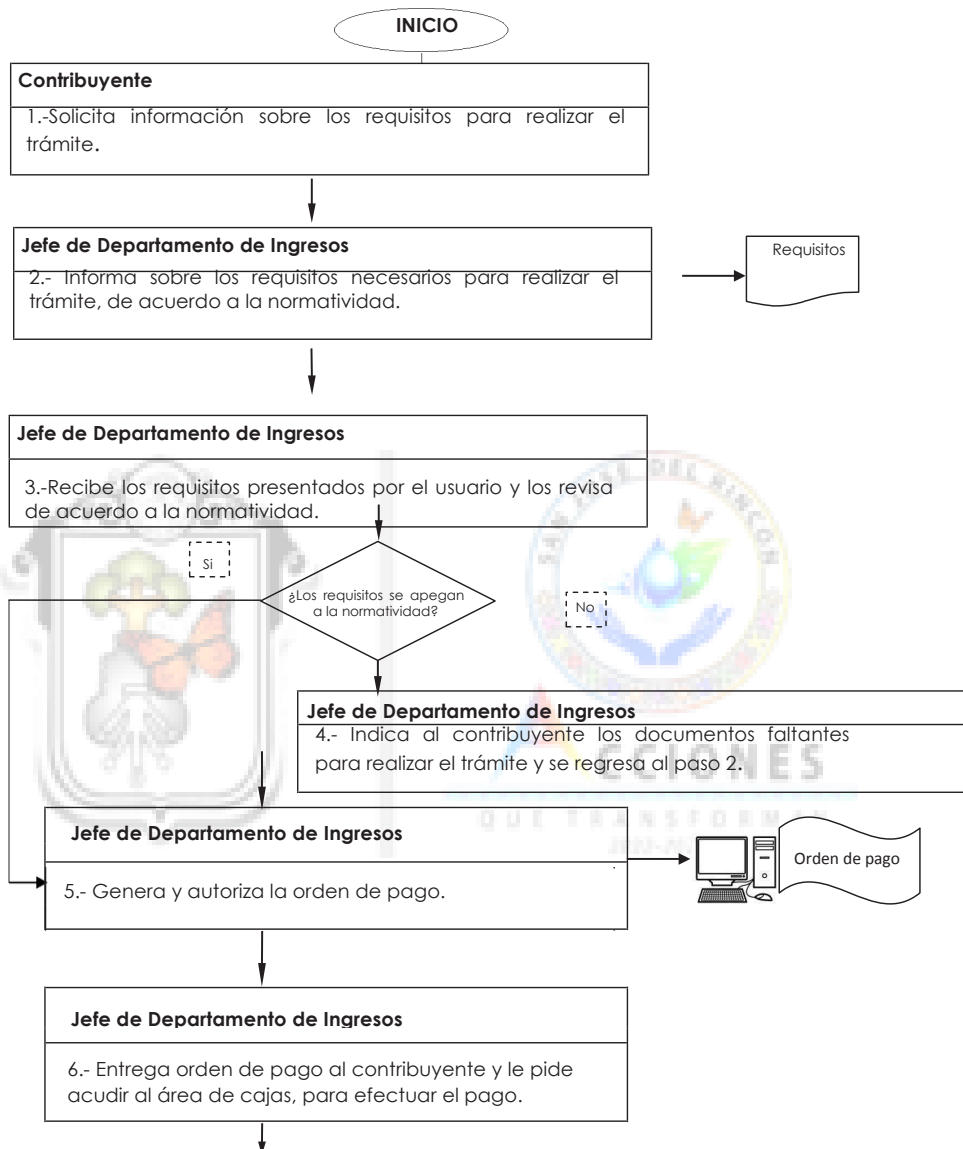 INICIO
Contribuyente
1.-Solicita información sobre los requisitos para realizar el
trámite.
Jefe de Departamento de Ingresos
2.- Informa sobre los requisitos necesarios para realizar el
trámite, de acuerdo a la normatividad.
Requisitos
Jefe de Departamento de Ingresos
3.-Recibe los requisitos presentados por el usuario y los revisa
de acuerdo a la normatividad.
SAN JOSÉ DEL RINCÓN
Si
¿Los requisitos se apegan
a la normatividad?
No
Jefe de Departamento de Ingresos
4.- Indica al contribuyente los documentos faltantes
para realizar el trámite y se regresa al paso 2.
ACCIONES
QUE TRANSFORMAN
Jefe de Departamento de Ingresos
5.- Genera y autoriza la orden de pago.
Orden de pago
Jefe de Departamento de Ingresos
6.- Entrega orden de pago al contribuyente y le pide
acudir al área de cajas, para efectuar el pago.